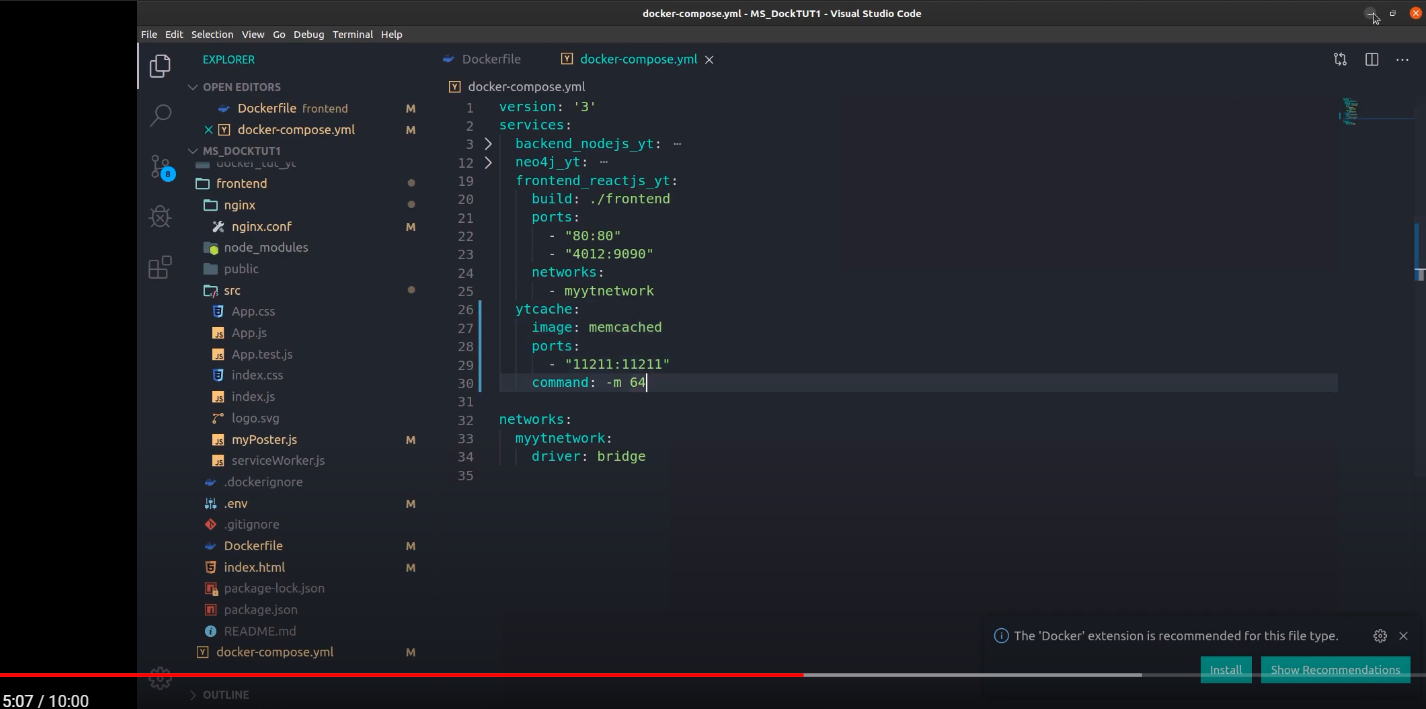 docker-compose.yml - MS_DockTUT1 - Visual Studio Code
File Edit Selection View Go Debug Terminal Help
EXPLORER
OPEN EDITORS
Dockerfile frontend M
docker-compose.yml M
MS_DOCKTUT1
docker_tut_yt
frontend
nginx
nginx.conf M
node_modules
public
src
App.css
App.js
App.test.js
index.css
index.js
logo.svg
myPoster.js M
serviceWorker.js
.dockerignore
.env M
.gitignore
Dockerfile M
index.html M
package-lock.json
package.json
README.md
docker-compose.yml M
OUTLINE
8
Dockerfile
docker-compose.yml
docker-compose.yml
1 version: '3'
2 services:
3 backend_nodejs_yt: ⋯
12 neo4j_yt: ⋯
19 frontend_reactjs_yt:
20 build: ./frontend
21 ports:
22 - "80:80"
23 - "4012:9090"
24 networks:
25 - myytnetwork
26 ytcache:
27 image: memcached
28 ports:
29 - "11211:11211"
30 command: -m 64
31
32 networks:
33 myytnetwork:
34 driver: bridge
35
The 'Docker' extension is recommended for this file type.
Install Show Recommendations
5:07 / 10:00